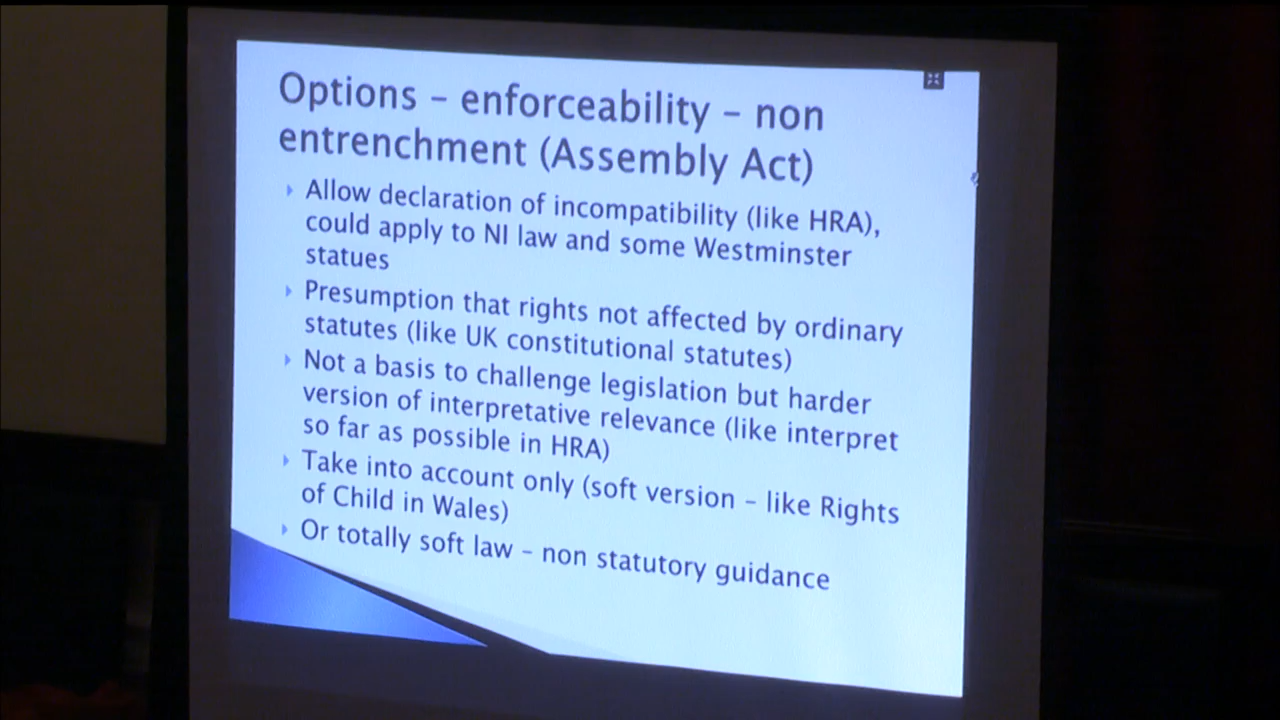 Options – enforceability – non
entrenchment (Assembly Act)
Allow declaration of incompatibility (like HRA),
could apply to NI law and some Westminster
statues
Presumption that rights not affected by ordinary
statutes (like UK constitutional statutes)
Not a basis to challenge legislation but harder
version of interpretative relevance (like interpret
so far as possible in HRA)
Take into account only (soft version – like Rights
of Child in Wales)
Or totally soft law – non statutory guidance